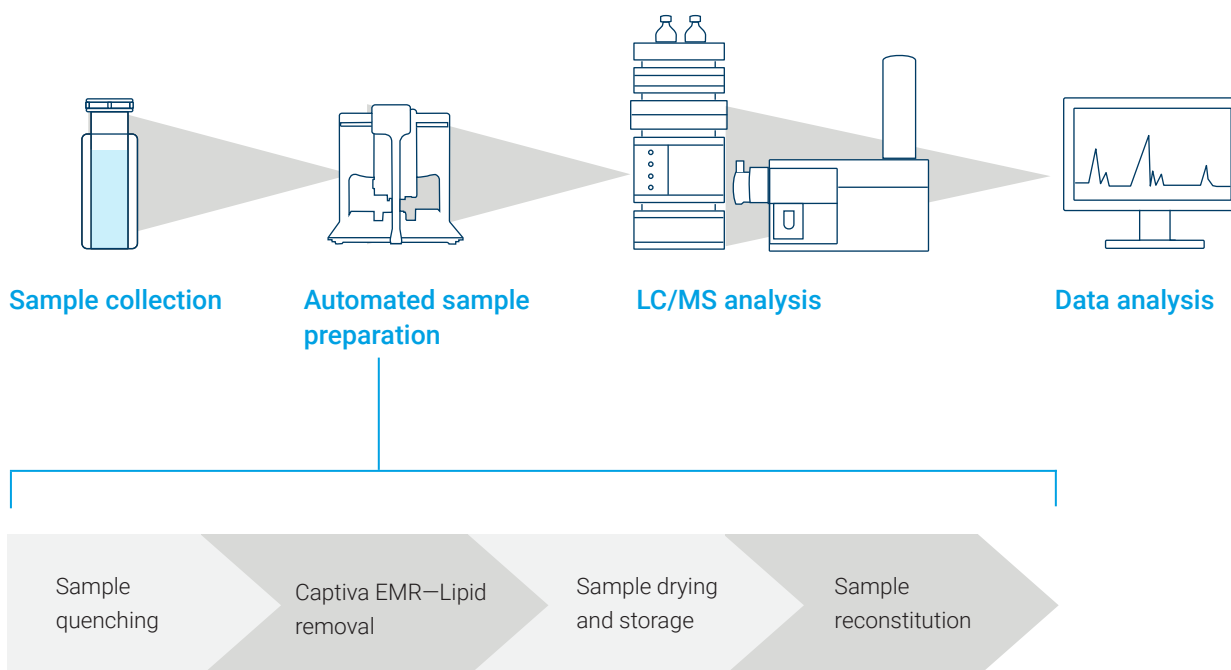 Sample collection
Automated sample
preparation
LC/MS analysis
Data analysis
Sample
quenching
Captiva EMR—Lipid
removal
Sample drying
and storage
Sample
reconstitution